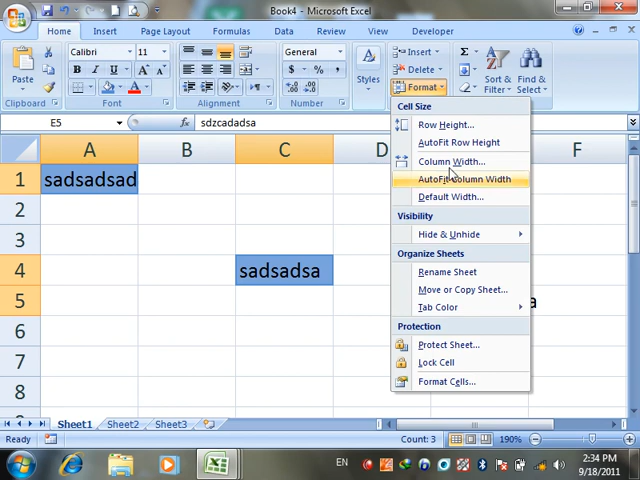 Book4 - Microsoft Excel
Home Insert Page Layout Formulas Data Review View
Paste
Clipboard
Calibri 11
B I U A A
Font
Alignment
General
$ % ,
Number
Styles
Insert
Delete
Format
Σ
Sort & Filter
Find & Select
E5 fx sdzcadadsa
A B C D F
1 sadsadsad
2
3
4 sadsadsa
5 a
6
7
8
Cell Size
Row Height...
AutoFit Row Height
Column Width...
AutoFit Column Width
Default Width...
Visibility
Hide & Unhide
Organize Sheets
Rename Sheet
Move or Copy Sheet...
Tab Color
Protection
Protect Sheet...
Lock Cell
Format Cells...
Sheet1 Sheet2 Sheet3
Ready Count: 3 190%
EN 2:34 PM
9/18/2011